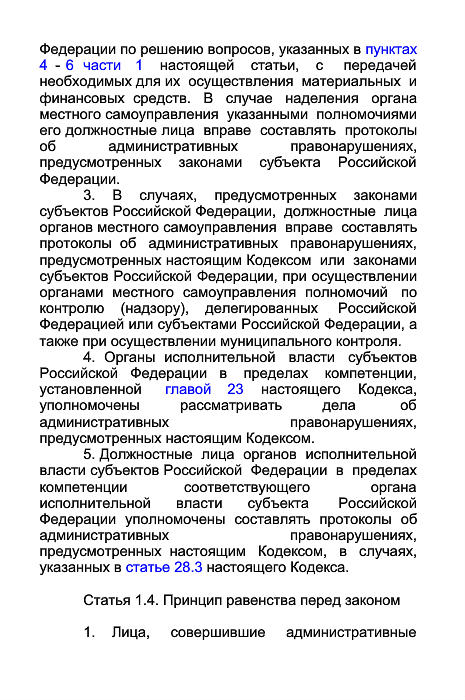 Федерации по решению вопросов, указанных в пунктах
4 - 6 части 1 настоящей статьи, с передачей
необходимых для их осуществления материальных и
финансовых средств. В случае наделения органа
местного самоуправления указанными полномочиями
его должностные лица вправе составлять протоколы
об административных правонарушениях,
предусмотренных законами субъекта Российской
Федерации.
3. В случаях, предусмотренных законами
субъектов Российской Федерации, должностные лица
органов местного самоуправления вправе составлять
протоколы об административных правонарушениях,
предусмотренных настоящим Кодексом или законами
субъектов Российской Федерации, при осуществлении
органами местного самоуправления полномочий по
контролю (надзору), делегированных Российской
Федерацией или субъектами Российской Федерации, а
также при осуществлении муниципального контроля.
4. Органы исполнительной власти субъектов
Российской Федерации в пределах компетенции,
установленной главой 23 настоящего Кодекса,
уполномочены рассматривать дела об
административных правонарушениях,
предусмотренных настоящим Кодексом.
5. Должностные лица органов исполнительной
власти субъектов Российской Федерации в пределах
компетенции соответствующего органа
исполнительной власти субъекта Российской
Федерации уполномочены составлять протоколы об
административных правонарушениях,
предусмотренных настоящим Кодексом, в случаях,
указанных в статье 28.3 настоящего Кодекса.
Статья 1.4. Принцип равенства перед законом
1. Лица, совершившие административные